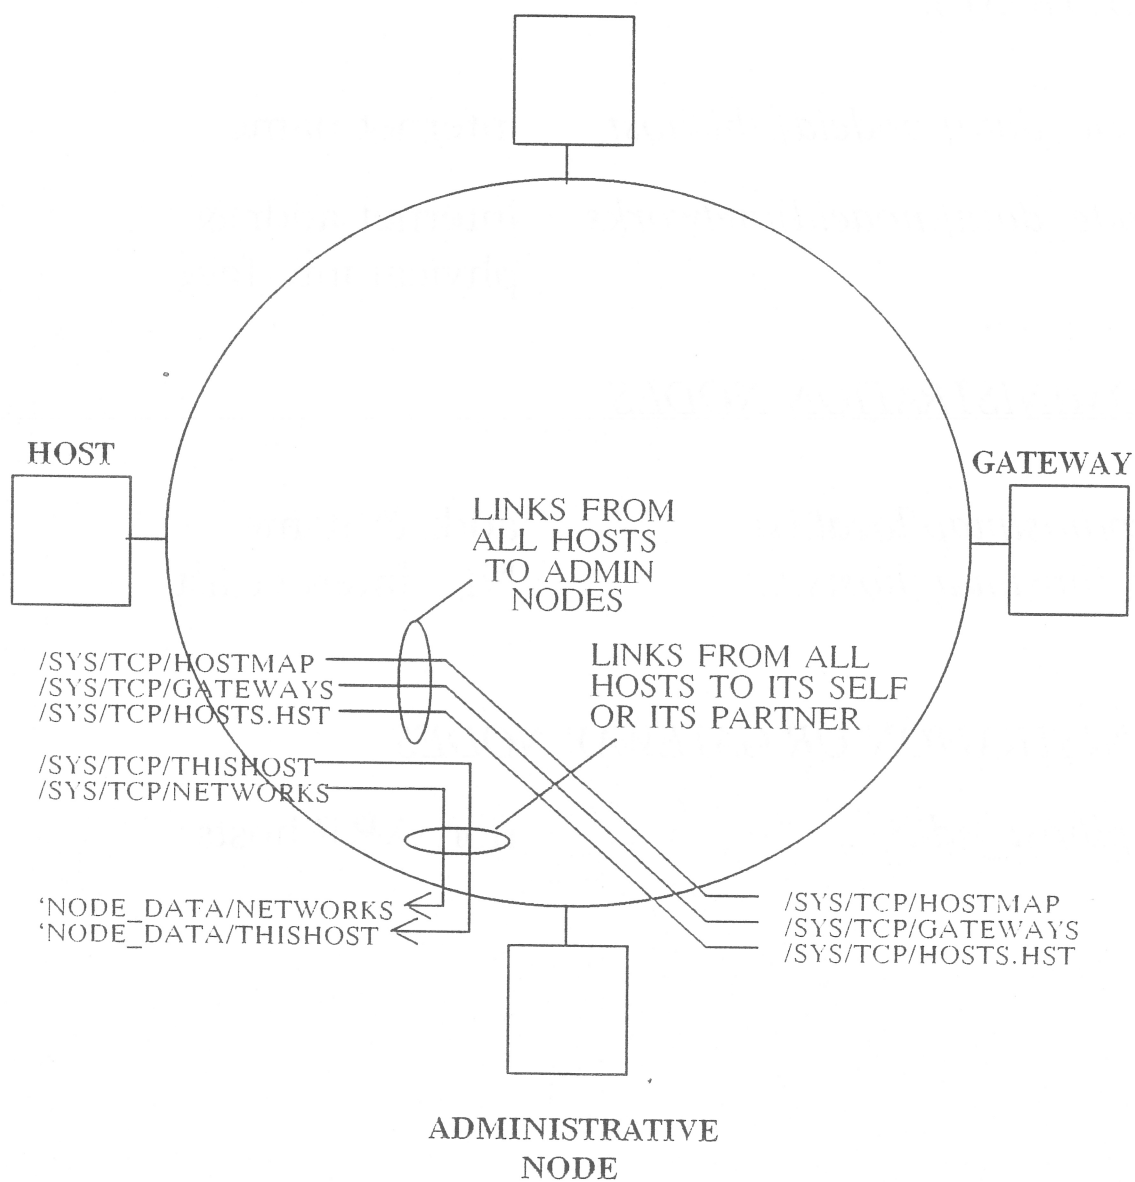 HOST
GATEWAY
LINKS FROM
ALL HOSTS
TO ADMIN
NODES
LINKS FROM ALL
HOSTS TO ITS SELF
OR ITS PARTNER
/SYS/TCP/HOSTMAP
/SYS/TCP/GATEWAYS
/SYS/TCP/HOSTS.HST
/SYS/TCP/THISHOST
/SYS/TCP/NETWORKS
‘NODE_DATA/NETWORKS
‘NODE_DATA/THISHOST
/SYS/TCP/HOSTMAP
/SYS/TCP/GATEWAYS
/SYS/TCP/HOSTS.HST
ADMINISTRATIVE
NODE